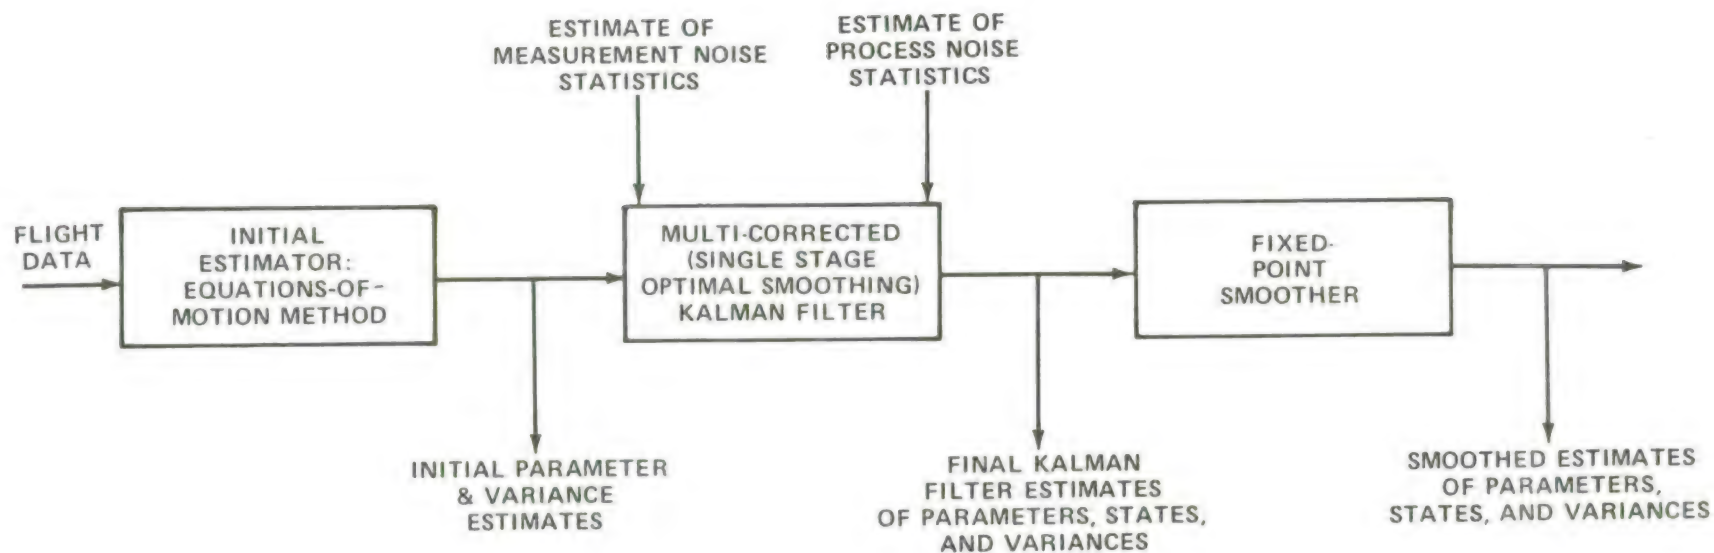 ESTIMATE OF
MEASUREMENT NOISE
STATISTICS
ESTIMATE OF
PROCESS NOISE
STATISTICS
FLIGHT
DATA
INITIAL
ESTIMATOR:
EQUATIONS-OF-
MOTION METHOD
MULTI-CORRECTED
(SINGLE STAGE
OPTIMAL SMOOTHING)
KALMAN FILTER
FIXED-
POINT
SMOOTHER
INITIAL PARAMETER
& VARIANCE
ESTIMATES
FINAL KALMAN
FILTER ESTIMATES
OF PARAMETERS, STATES,
AND VARIANCES
SMOOTHED ESTIMATES
OF PARAMETERS,
STATES, AND VARIANCES